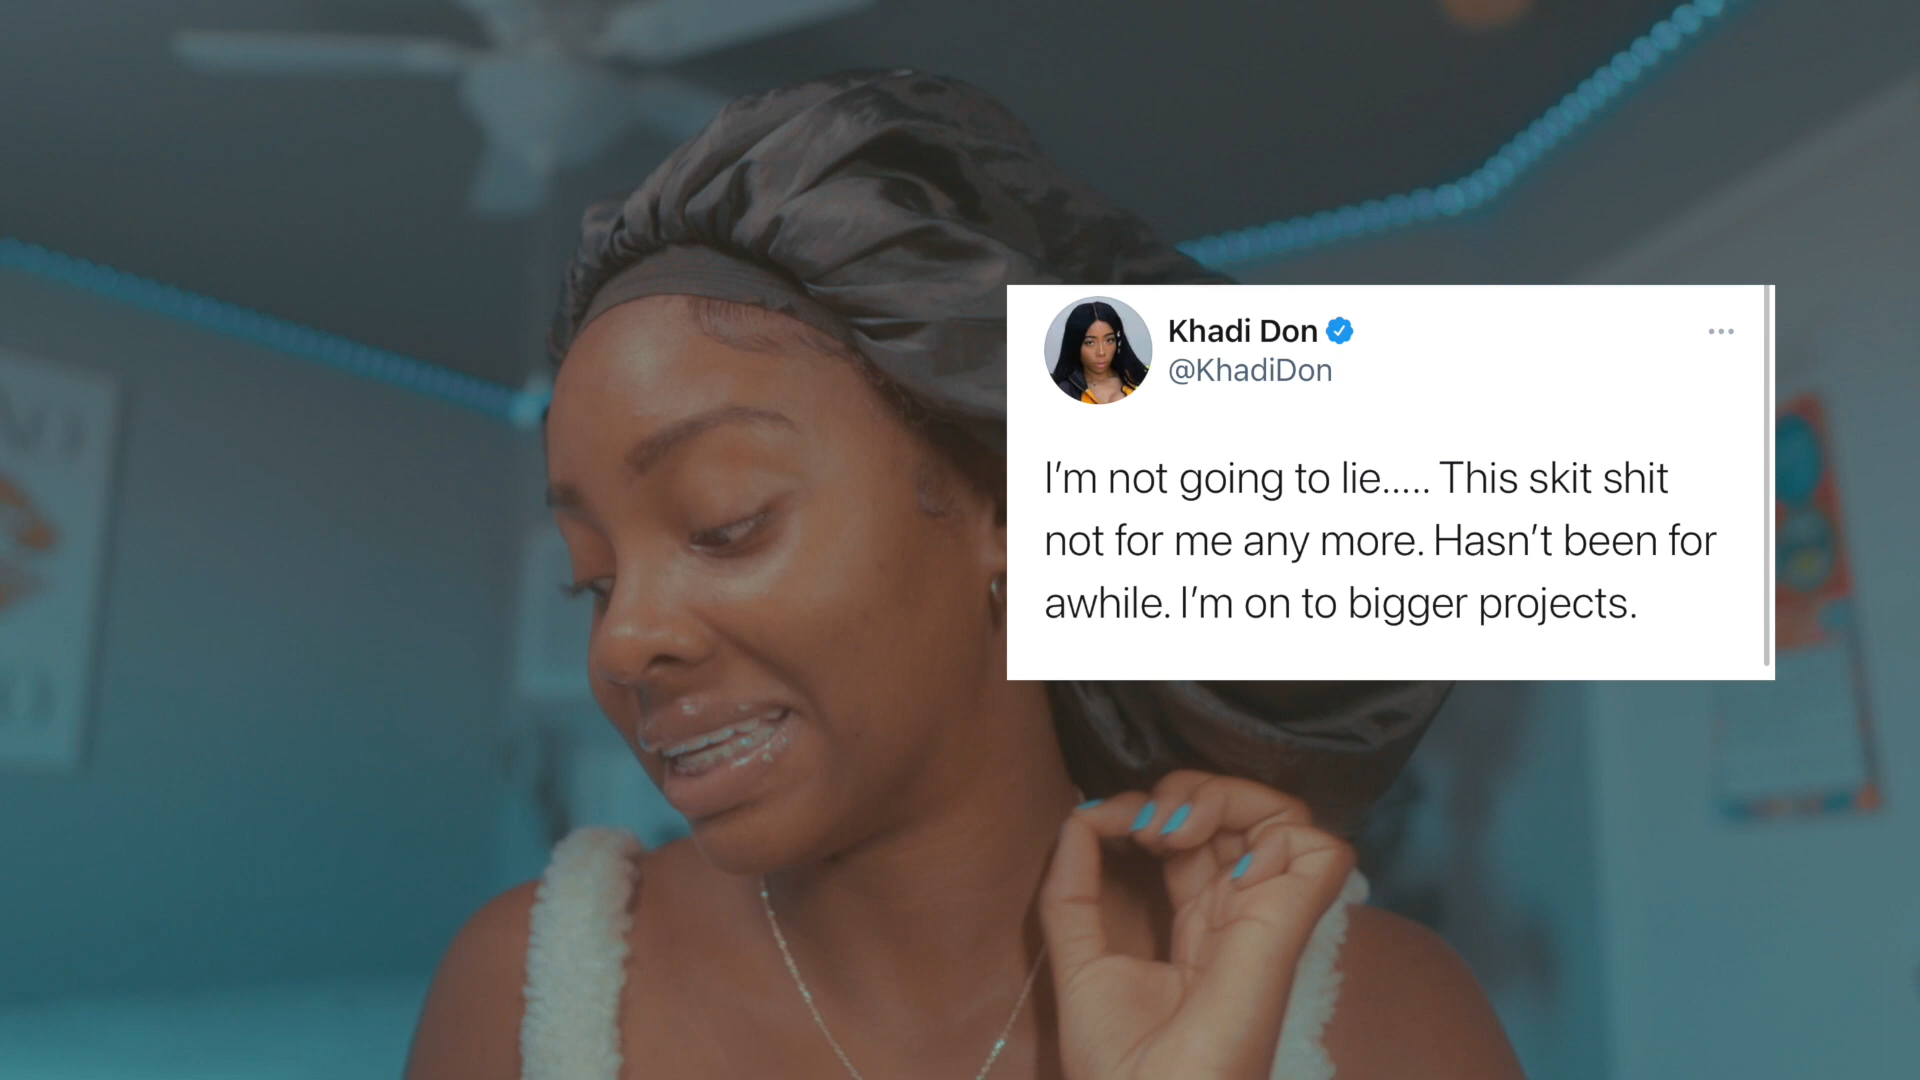 Khadi Don
@KhadiDon
I'm not going to lie..... This skit shit
not for me any more. Hasn't been for
awhile. I'm on to bigger projects.